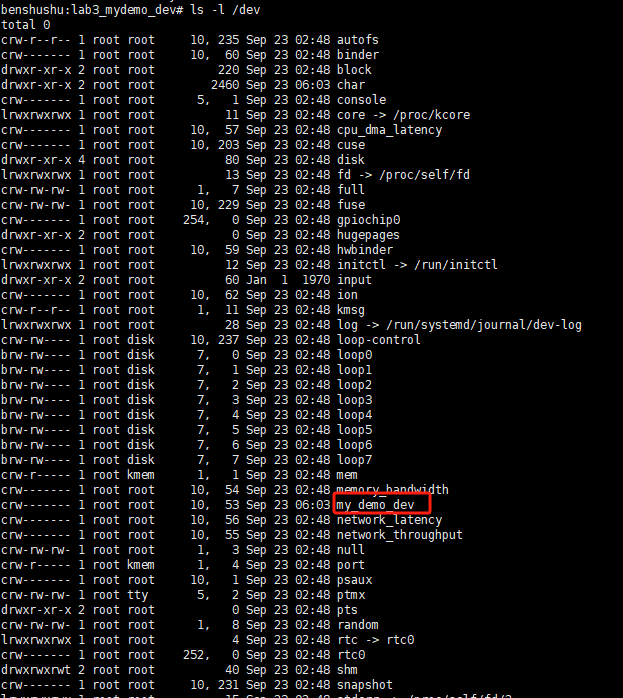 benshushu:lab3_mydemo_dev# ls -l /dev
total 0
crw-r--r-- 1 root root     10, 235 Sep 23 02:48 autofs
crw------- 1 root root     10,  60 Sep 23 02:48 binder
drwxr-xr-x 2 root root         220 Sep 23 02:48 block
drwxr-xr-x 2 root root        2460 Sep 23 06:03 char
crw------- 1 root root      5,   1 Sep 23 02:48 console
lrwxrwxrwx 1 root root          11 Sep 23 02:48 core -> /proc/kcore
crw------- 1 root root     10,  57 Sep 23 02:48 cpu_dma_latency
crw------- 1 root root     10, 203 Sep 23 02:48 cuse
drwxr-xr-x 4 root root          80 Sep 23 02:48 disk
lrwxrwxrwx 1 root root          13 Sep 23 02:48 fd -> /proc/self/fd
crw-rw-rw- 1 root root      1,   7 Sep 23 02:48 full
crw-rw-rw- 1 root root     10, 229 Sep 23 02:48 fuse
crw------- 1 root root    254,   0 Sep 23 02:48 gpiochip0
drwxr-xr-x 2 root root           0 Sep 23 02:48 hugepages
crw------- 1 root root     10,  59 Sep 23 02:48 hwbinder
lrwxrwxrwx 1 root root          12 Sep 23 02:48 initctl -> /run/initctl
drwxr-xr-x 2 root root          60 Jan  1  1970 input
crw------- 1 root root     10,  62 Sep 23 02:48 ion
crw-r--r-- 1 root root      1,  11 Sep 23 02:48 kmsg
lrwxrwxrwx 1 root root          28 Sep 23 02:48 log -> /run/systemd/journal/dev-log
crw-rw---- 1 root disk     10, 237 Sep 23 02:48 loop-control
brw-rw---- 1 root disk      7,   0 Sep 23 02:48 loop0
brw-rw---- 1 root disk      7,   1 Sep 23 02:48 loop1
brw-rw---- 1 root disk      7,   2 Sep 23 02:48 loop2
brw-rw---- 1 root disk      7,   3 Sep 23 02:48 loop3
brw-rw---- 1 root disk      7,   4 Sep 23 02:48 loop4
brw-rw---- 1 root disk      7,   5 Sep 23 02:48 loop5
brw-rw---- 1 root disk      7,   6 Sep 23 02:48 loop6
brw-rw---- 1 root disk      7,   7 Sep 23 02:48 loop7
crw-r----- 1 root kmem      1,   1 Sep 23 02:48 mem
crw------- 1 root root     10,  54 Sep 23 02:48 memory_bandwidth
crw------- 1 root root     10,  53 Sep 23 06:03 my_demo_dev
crw------- 1 root root     10,  56 Sep 23 02:48 network_latency
crw------- 1 root root     10,  55 Sep 23 02:48 network_throughput
crw-rw-rw- 1 root root      1,   3 Sep 23 02:48 null
crw-r----- 1 root kmem      1,   4 Sep 23 02:48 port
crw------- 1 root root     10,   1 Sep 23 02:48 psaux
crw-rw-rw- 1 root tty       5,   2 Sep 23 02:48 ptmx
drwxr-xr-x 2 root root           0 Sep 23 02:48 pts
crw-rw-rw- 1 root root      1,   8 Sep 23 02:48 random
lrwxrwxrwx 1 root root           4 Sep 23 02:48 rtc -> rtc0
crw------- 1 root root    252,   0 Sep 23 02:48 rtc0
drwxrwxrwt 2 root root          40 Sep 23 02:48 shm
crw------- 1 root root     10, 231 Sep 23 02:48 snapshot